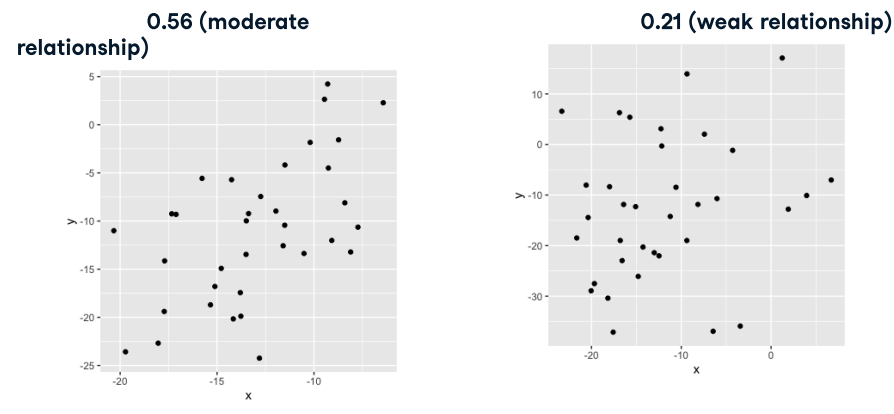 0.56 (moderate
relationship)
5
0
-5
-10
-15
-20
-25
y
-20 -15 -10
x
0.21 (weak relationship)
10
0
-10
-20
-30
y
-20 -10 0
x